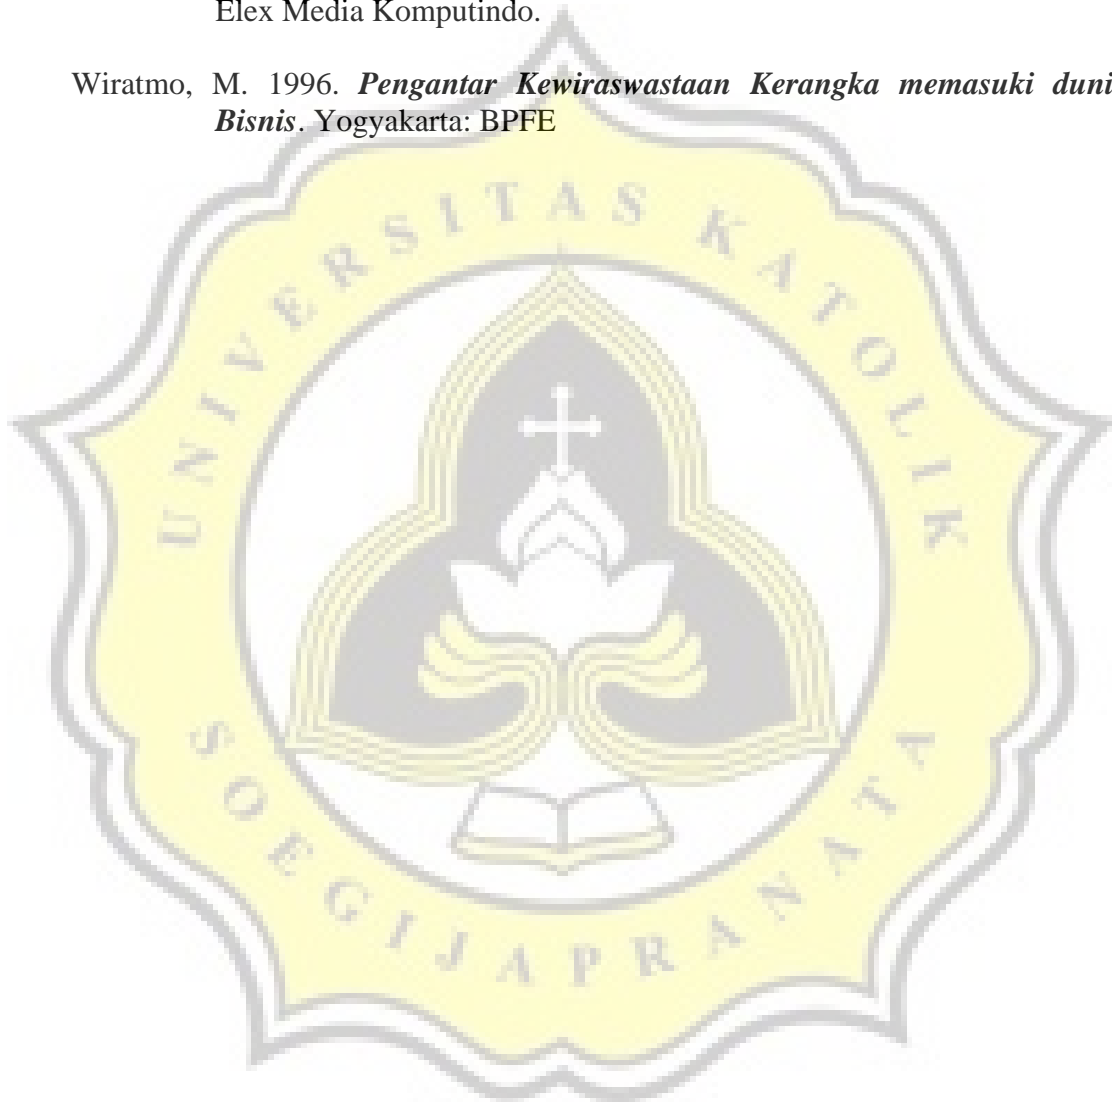 Elex Media Komputindo.
Wiratmo, M. 1996. Pengantar Kewiraswastaan Kerangka memasuki duni
Bisnis. Yogyakarta: BPFE
UNIVERSITAS KATOLIK
SOEGIJAPRANATA